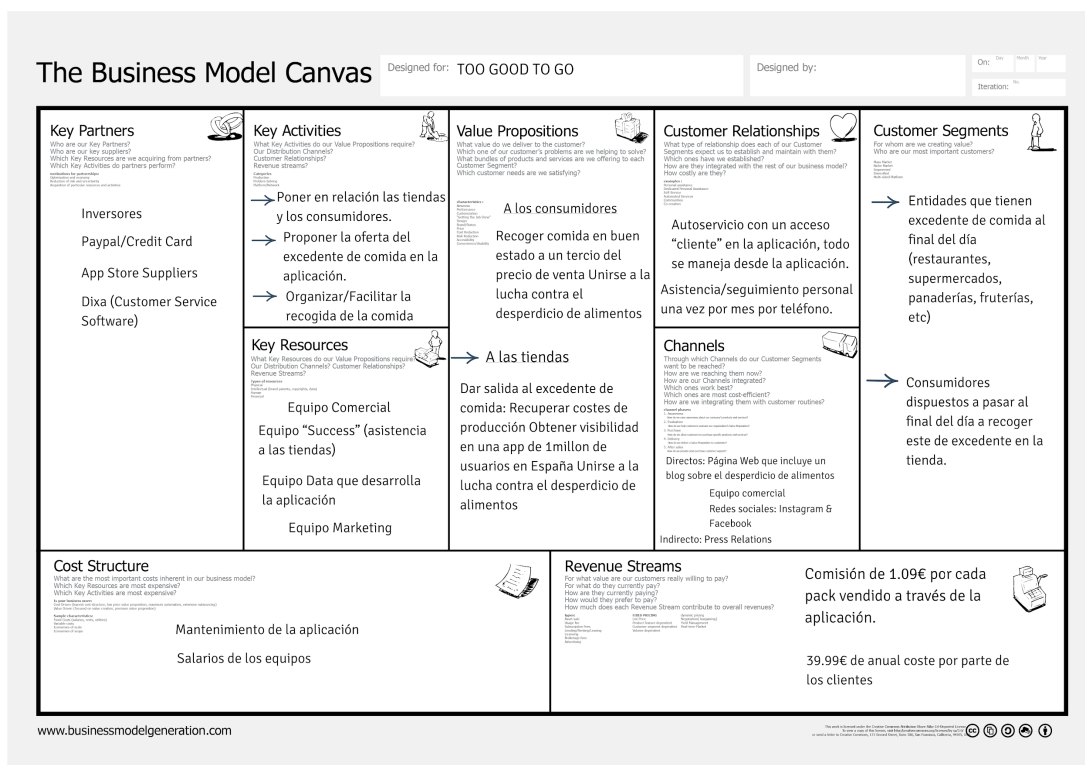 The Business Model Canvas
Designed for: TOO GOOD TO GO
Designed by:
On:
Day
Month
Year
Iteration:
No.
Key Partners
Who are our Key Partners?
Who are our key suppliers?
Which Key Resources are we acquiring from partners?
Which Key Activities do partners perform?
Inversores
Paypal/Credit Card
App Store Suppliers
Dixa (Customer Service
Software)
Key Activities
What Key Activities do our Value Propositions require?
Our Distribution Channels?
Customer Relationships?
Revenue streams?
Poner en relación las tiendas
y los consumidores.
Proponer la oferta del
excedente de comida en la
aplicación.
Organizar/Facilitar la
recogida de la comida
Key Resources
What Key Resources do our Value Propositions require?
Our Distribution Channels? Customer Relationships?
Revenue Streams?
Equipo Comercial
Equipo “Success” (asistencia
a las tiendas)
Equipo Data que desarrolla
la aplicación
Equipo Marketing
Value Propositions
What value do we deliver to the customer?
Which one of our customer’s problems are we helping to solve?
What bundles of products and services are we offering to each
Customer Segment?
Which customer needs are we satisfying?
A los consumidores
Recoger comida en buen
estado a un tercio del
precio de venta Unirse a la
lucha contra el
desperdicio de alimentos
A las tiendas
Dar salida al excedente de
comida: Recuperar costes de
producción Obtener visibilidad
en una app de 1millon de
usuarios en España Unirse a la
lucha contra el desperdicio de
alimentos
Customer Relationships
What type of relationship does each of our Customer
Segments expect us to establish and maintain with them?
Which ones have we established?
How are they integrated with the rest of our business model?
How costly are they?
Autoservicio con un acceso
“cliente” en la aplicación, todo
se maneja desde la aplicación.
Asistencia/seguimiento personal
una vez por mes por teléfono.
Channels
Through which Channels do our Customer Segments
want to be reached?
How are we reaching them now?
How are our Channels integrated?
Which ones work best?
Which ones are most cost-efficient?
How are we integrating them with customer routines?
Directos: Página Web que incluye un
blog sobre el desperdicio de alimentos
Equipo comercial
Redes sociales: Instagram &
Facebook
Indirecto: Press Relations
Customer Segments
For whom are we creating value?
Who are our most important customers?
Entidades que tienen
excedente de comida al
final del día
(restaurantes,
supermercados,
panaderías, fruterías,
etc)
Consumidores
dispuestos a pasar al
final del día a recoger
este de excedente en la
tienda.
Cost Structure
What are the most important costs inherent in our business model?
Which Key Resources are most expensive?
Which Key Activities are most expensive?
Mantenimiento de la aplicación
Salarios de los equipos
Revenue Streams
For what value are our customers really willing to pay?
For what do they currently pay?
How are they currently paying?
How would they prefer to pay?
How much does each Revenue Stream contribute to overall revenues?
Comisión de 1.09€ por cada
pack vendido a través de la
aplicación.
39.99€ de anual coste por parte de
los clientes
www.businessmodelgeneration.com